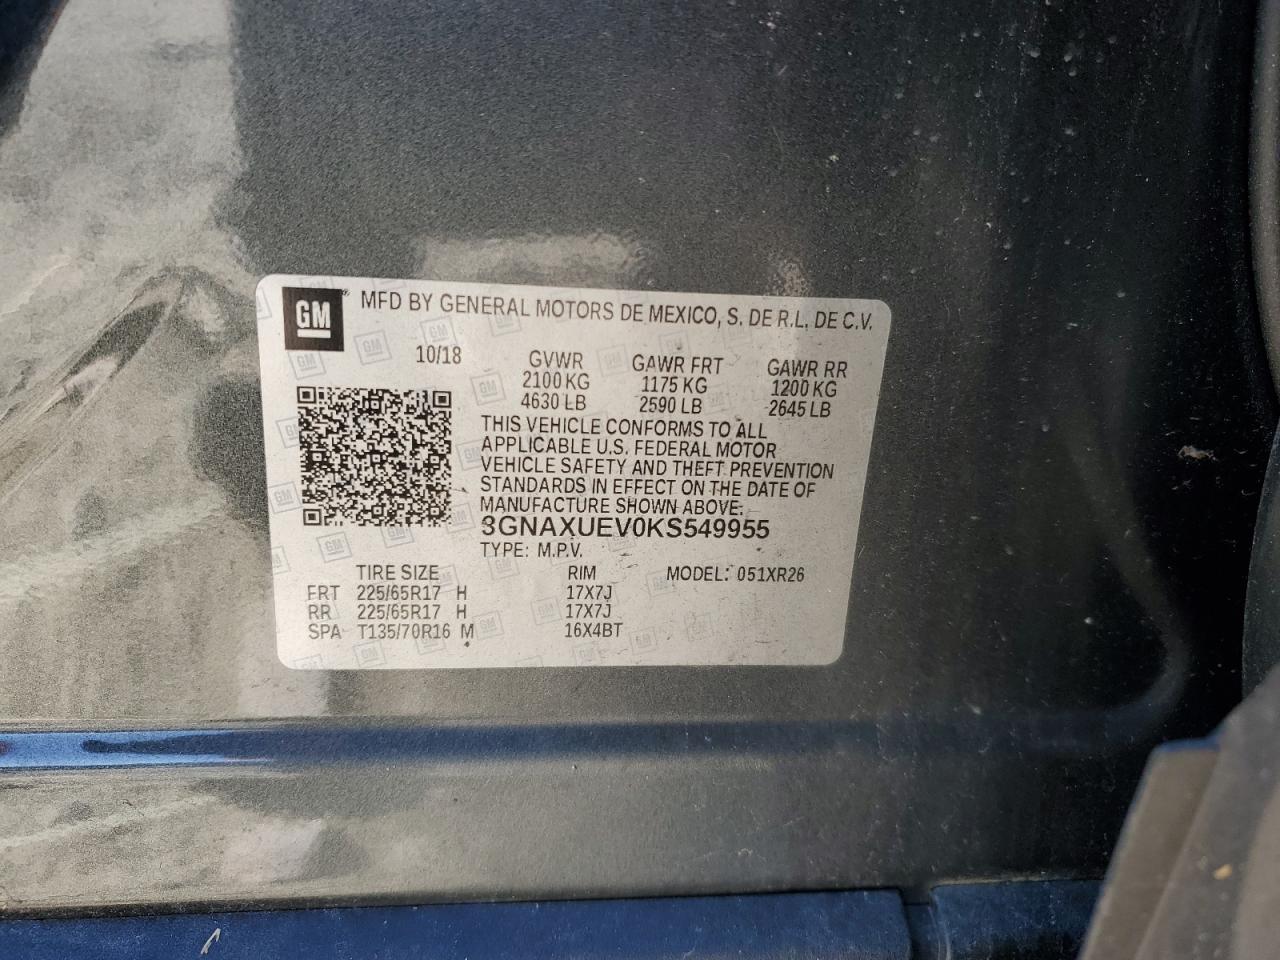 GM® MFD BY GENERAL MOTORS DE MEXICO, S. DE R.L. DE C.V.
10/18 GVWR GAWR FRT GAWR RR
2100 KG 1175 KG 1200 KG
4630 LB 2590 LB 2645 LB
THIS VEHICLE CONFORMS TO ALL
APPLICABLE U.S. FEDERAL MOTOR
VEHICLE SAFETY AND THEFT PREVENTION
STANDARDS IN EFFECT ON THE DATE OF
MANUFACTURE SHOWN ABOVE.
3GNAXUEV0KS549955
TYPE: M.P.V.
TIRE SIZE RIM MODEL: 051XR26
FRT 225/65R17 H 17X7J
RR 225/65R17 H 17X7J
SPA T135/70R16 M 16X4BT